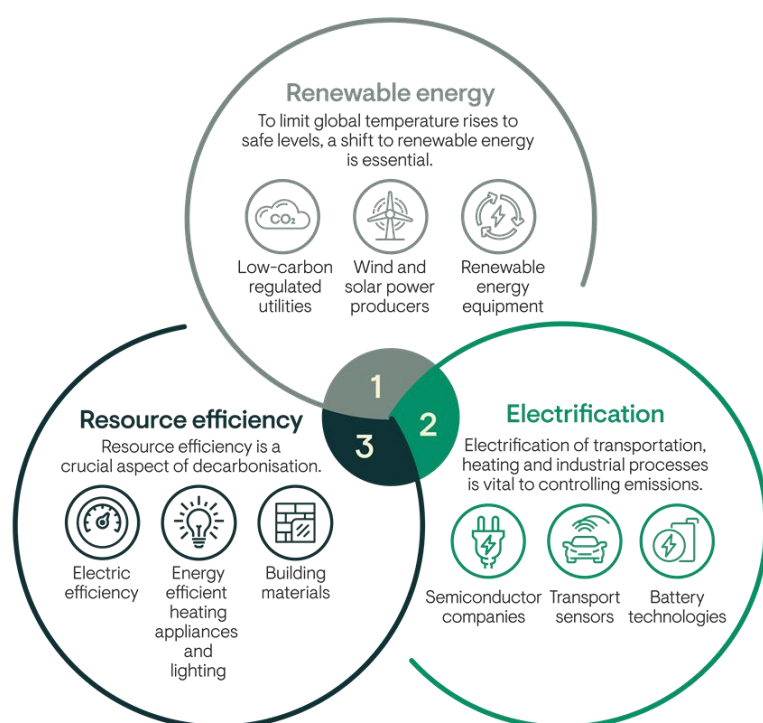 Renewable energy
To limit global temperature rises to
safe levels, a shift to renewable energy
is essential.
CO₂
Low-carbon
regulated
utilities
Wind and
solar power
producers
Renewable
energy
equipment
1
2
3
Resource efficiency
Resource efficiency is a
crucial aspect of decarbonisation.
Electric
efficiency
Energy
efficient
heating
appliances
and
lighting
Building
materials
Electrification
Electrification of transportation,
heating and industrial processes
is vital to controlling emissions.
Semiconductor
companies
Transport
sensors
Battery
technologies